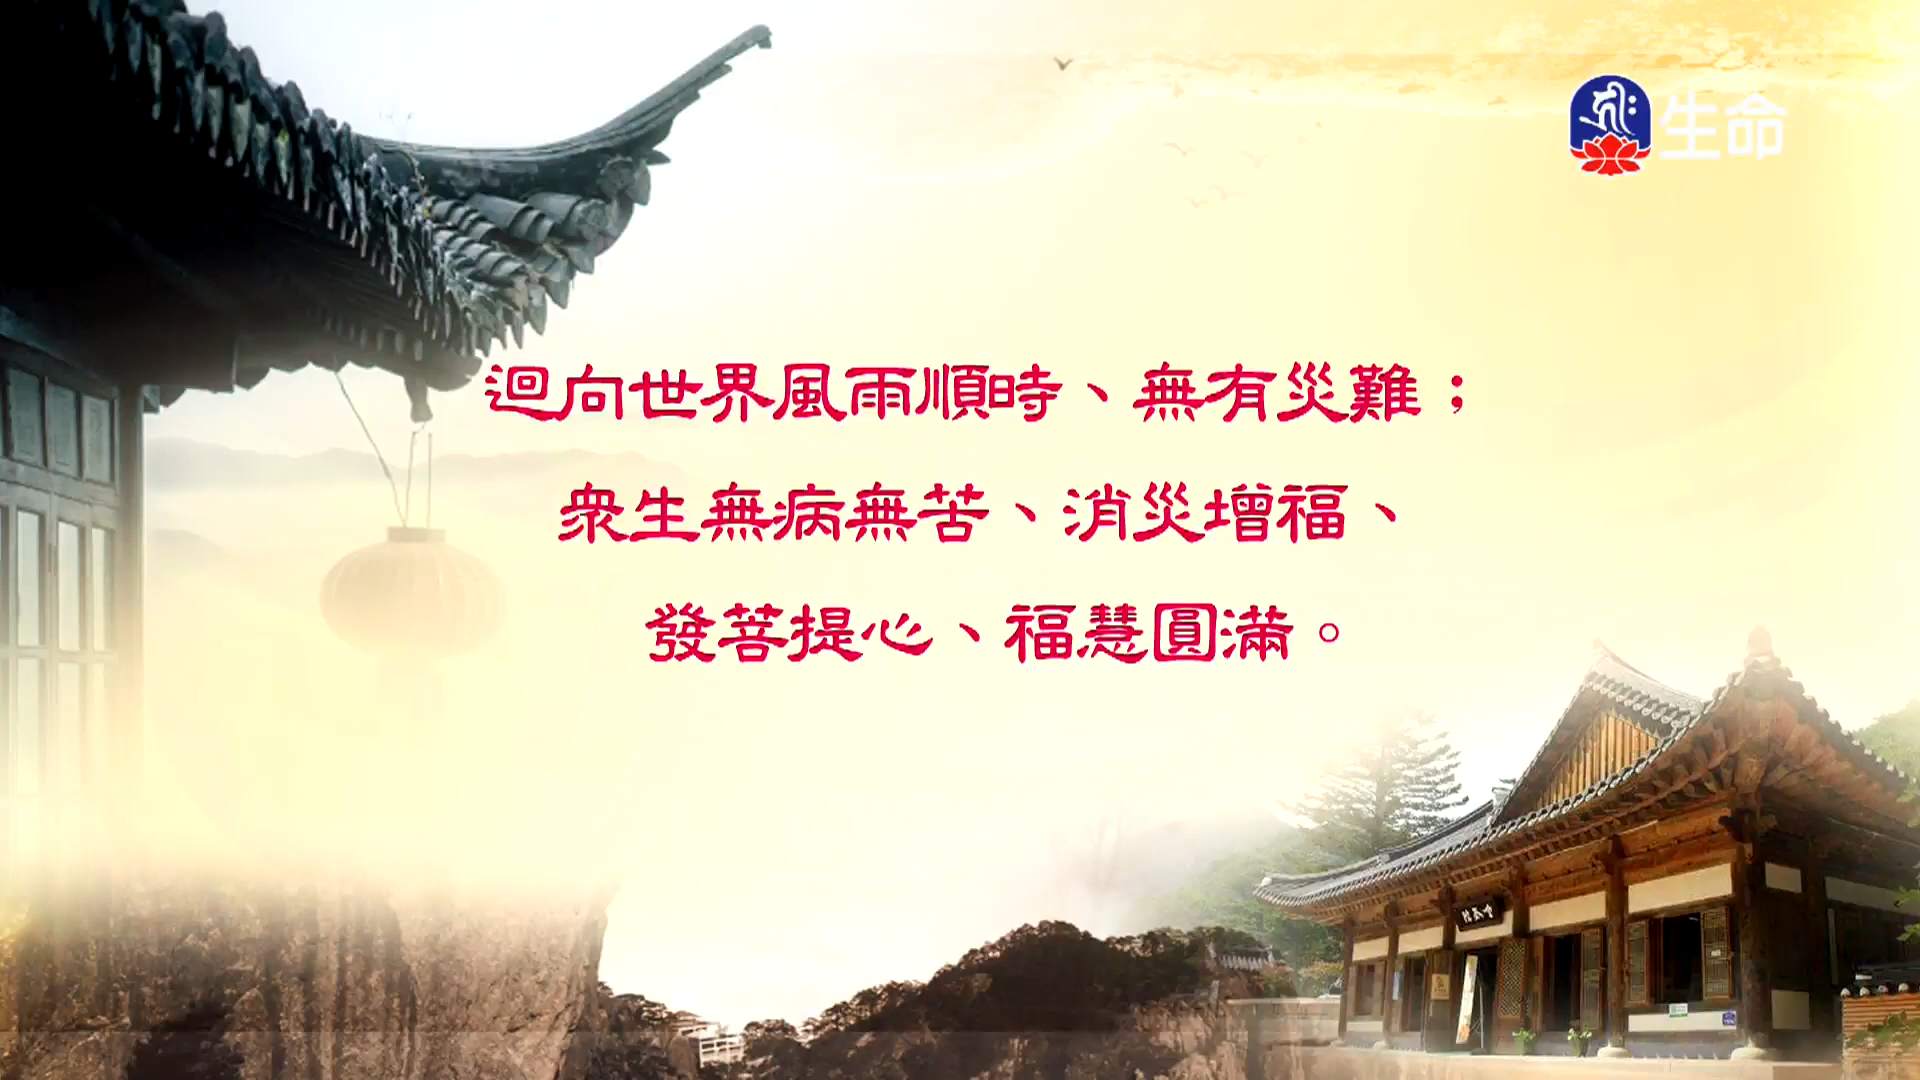 生命
迴向世界風雨順時、無有災難；
衆生無病無苦、消災增福、
發菩提心、福慧圓滿。